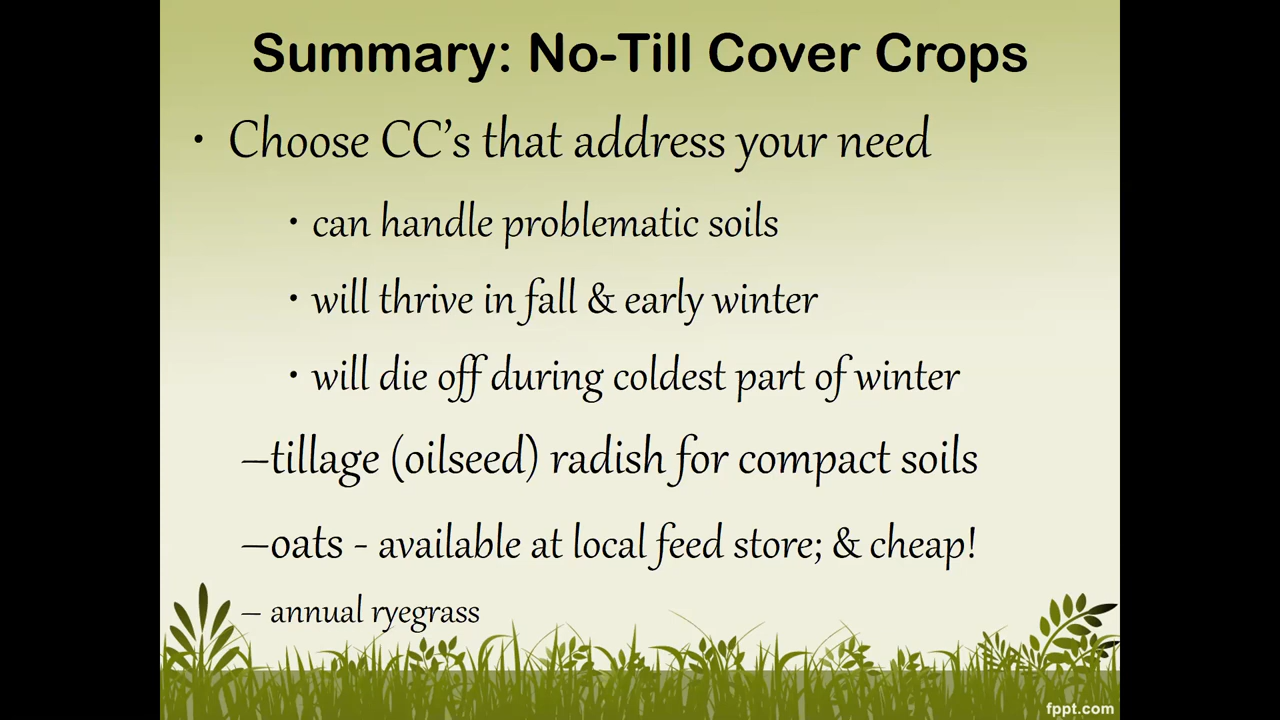 Summary: No-Till Cover Crops
• Choose CC's that address your need
• can handle problematic soils
• will thrive in fall & early winter
• will die off during coldest part of winter
–tillage (oilseed) radish for compact soils
–oats - available at local feed store; & cheap!
– annual ryegrass
fppt.com